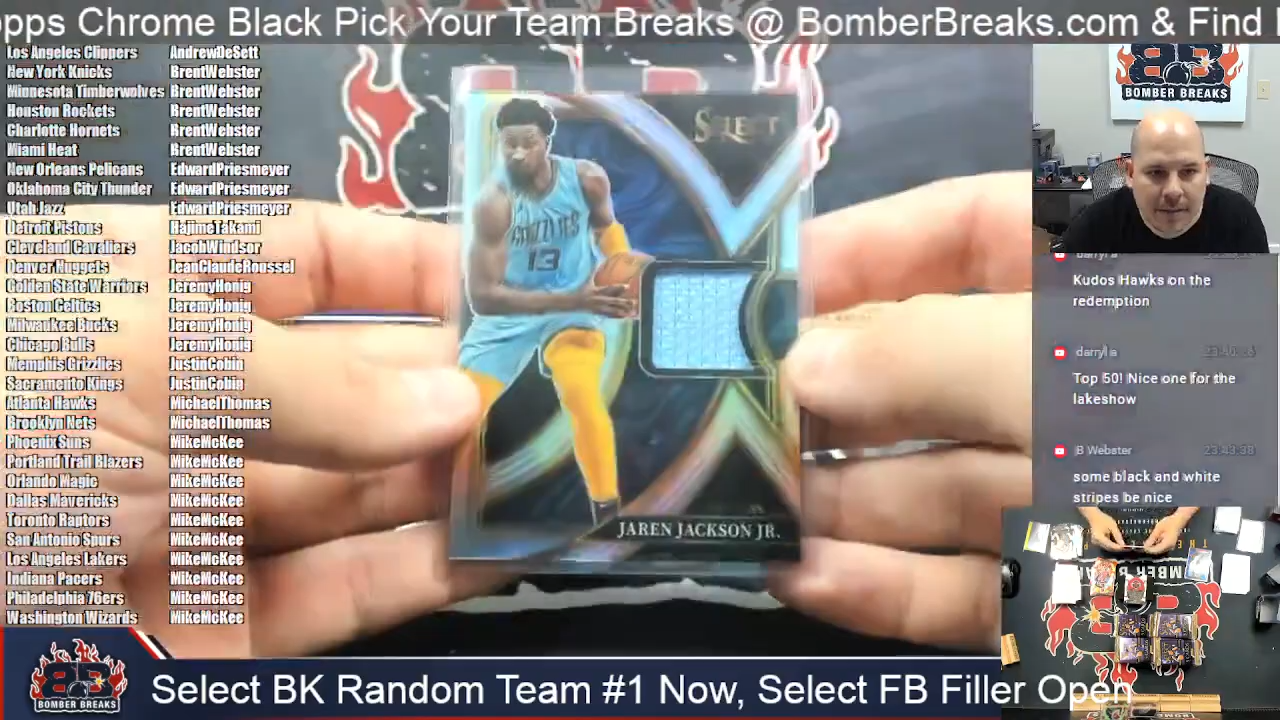 opps Chrome Black Pick Your Team Breaks @ BomberBreaks.com & Find
Los Angeles Clippers AndrewDeSett
New York Knicks BrentWebster
Minnesota Timberwolves BrentWebster
Houston Rockets BrentWebster
Charlotte Hornets BrentWebster
Miami Heat BrentWebster
New Orleans Pelicans EdwardPriesmeyer
Oklahoma City Thunder EdwardPriesmeyer
Utah Jazz EdwardPriesmeyer
Detroit Pistons HajimeTakami
Cleveland Cavaliers JacobWindsor
Denver Nuggets JeanClaudeRoussel
Golden State Warriors JeremyHonig
Boston Celtics JeremyHonig
Milwaukee Bucks JeremyHonig
Chicago Bulls JeremyHonig
Memphis Grizzlies JustinCobin
Sacramento Kings JustinCobin
Atlanta Hawks MichaelThomas
Brooklyn Nets MichaelThomas
Phoenix Suns MikeMcKee
Portland Trail Blazers MikeMcKee
Orlando Magic MikeMcKee
Dallas Mavericks MikeMcKee
Toronto Raptors MikeMcKee
San Antonio Spurs MikeMcKee
Los Angeles Lakers MikeMcKee
Indiana Pacers MikeMcKee
Philadelphia 76ers MikeMcKee
Washington Wizards MikeMcKee
SELECT
GRIZZLIES
13
JAREN JACKSON JR.
BOMBER BREAKS
darryl a
Kudos Hawks on the
redemption
darryl a
Top 50! Nice one for the
lakeshow
B Webster 23:43:38
some black and white
stripes be nice
BOMBER BREAKS
Select BK Random Team #1 Now, Select FB Filler Open